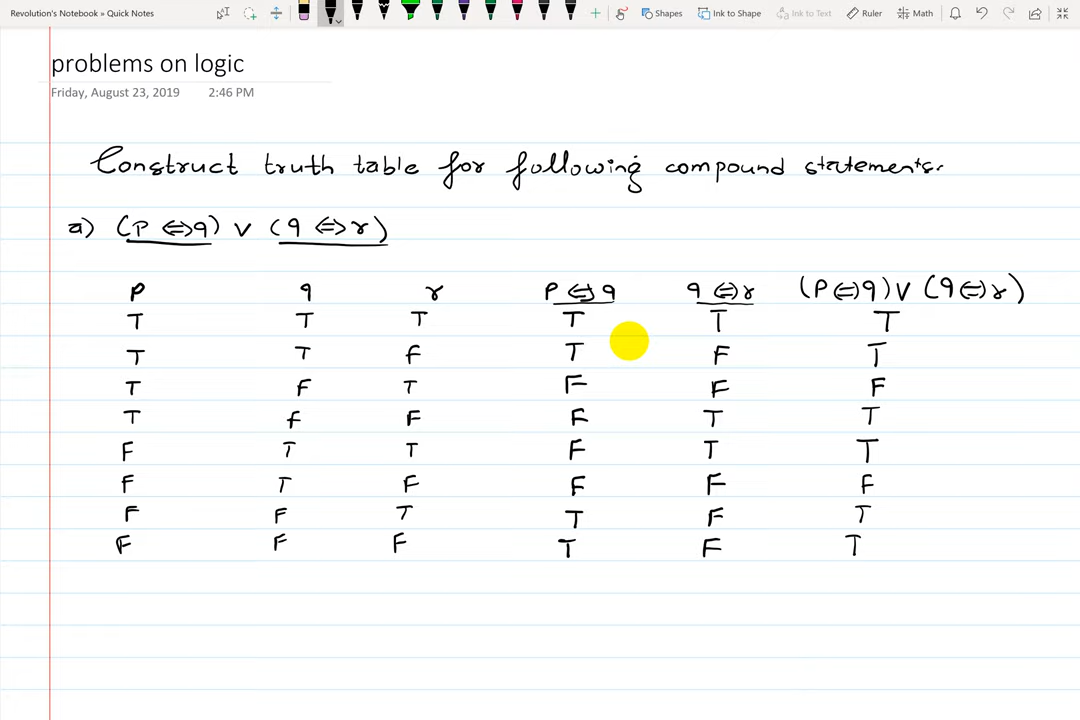 Revolution's Notebook » Quick Notes Shapes Ink to Shape Ink to Text Ruler Math
problems on logic
Friday, August 23, 2019 2:46 PM
Construct truth table for following compound statements.
a) (P ⇔ q) ∨ (q ⇔ r)
P q r P ⇔ q q ⇔ r (P ⇔ q) ∨ (q ⇔ r)
T T T T T T
T T F T F T
T F T F F F
T f F F T T
F T T F T T
F T F F F F
F F T T F T
F F F T F T